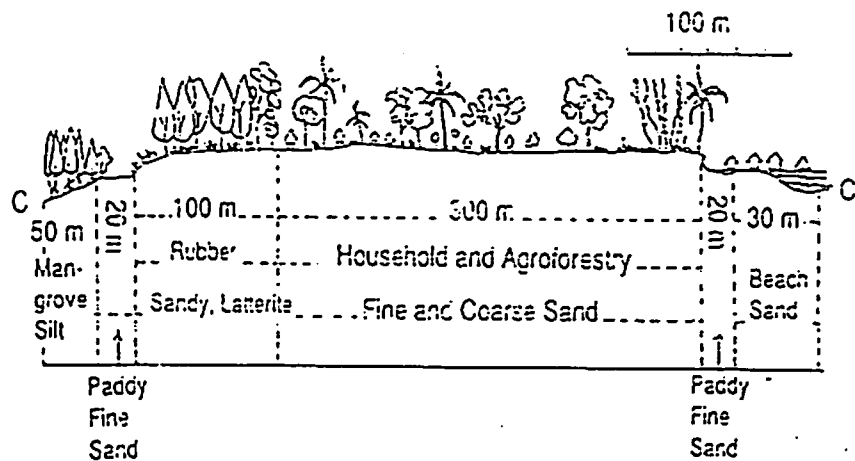 100 m
C
C
50 m
20 m
100 m
300 m
20 m
30 m
Man-
grove
Silt
Rubber
Household and Agroforestry
Beach
Sand
Sandy, Latterite
Fine and Coarse Sand
Paddy
Fine
Sand
Paddy
Fine
Sand